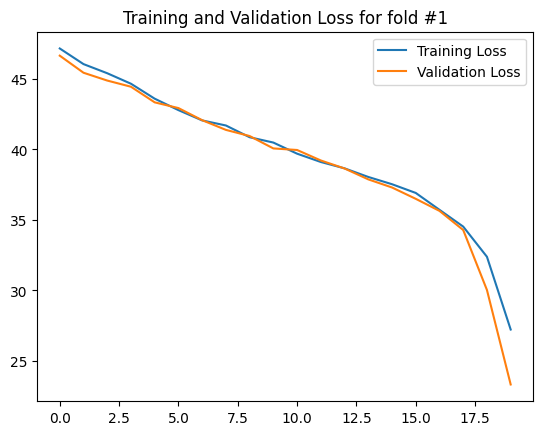 Training and Validation Loss for fold #1
Training Loss
Validation Loss
45
40
35
30
25
0.0 2.5 5.0 7.5 10.0 12.5 15.0 17.5